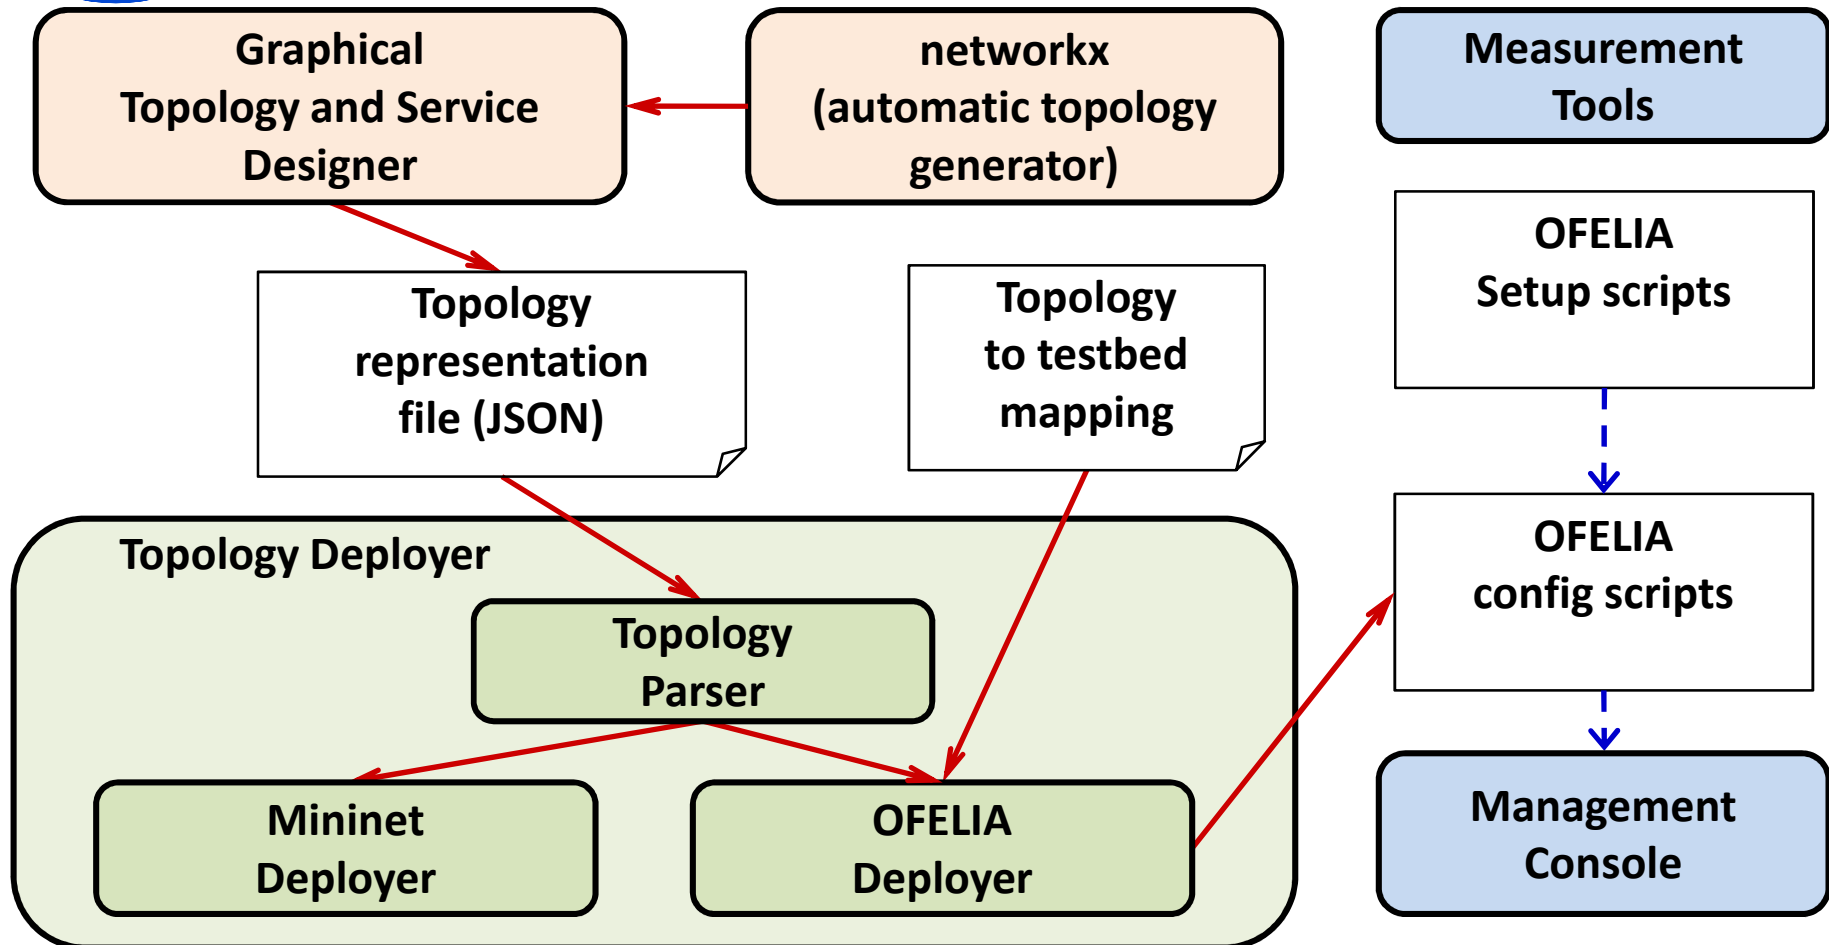 Graphical
Topology and Service
Designer
networkx
(automatic topology
generator)
Measurement
Tools
OFELIA
Setup scripts
Topology
representation
file (JSON)
Topology
to testbed
mapping
Topology Deployer
OFELIA
config scripts
Topology
Parser
Mininet
Deployer
OFELIA
Deployer
Management
Console